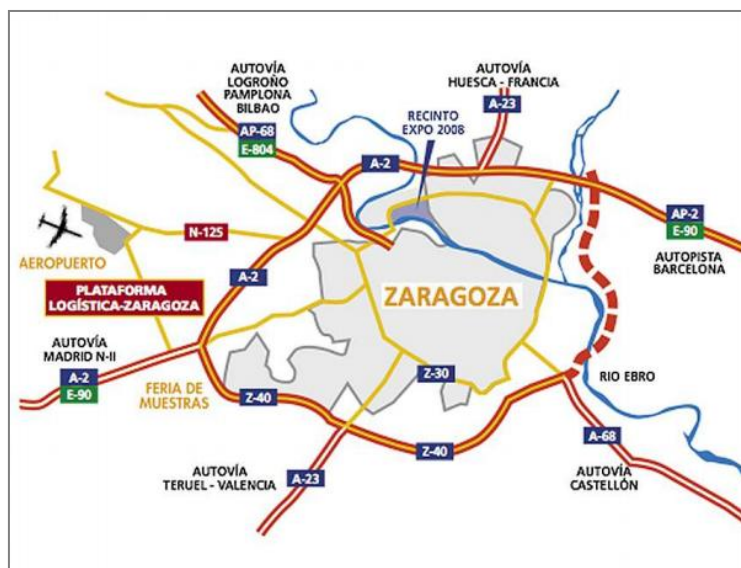 AUTOVÍA
LOGROÑO
PAMPLONA
BILBAO
AP-68
E-804
AUTOVÍA
HUESCA - FRANCIA
A-23
RECINTO
EXPO 2008
A-2
N-125
AEROPUERTO
A-2
AP-2
E-90
AUTOPISTA
BARCELONA
PLATAFORMA
LOGÍSTICA-ZARAGOZA
ZARAGOZA
AUTOVÍA
MADRID N-II
A-2
E-90
FERIA DE
MUESTRAS
Z-30
RIO EBRO
Z-40
A-68
Z-40
AUTOVÍA
TERUEL - VALENCIA
A-23
AUTOVÍA
CASTELLÓN